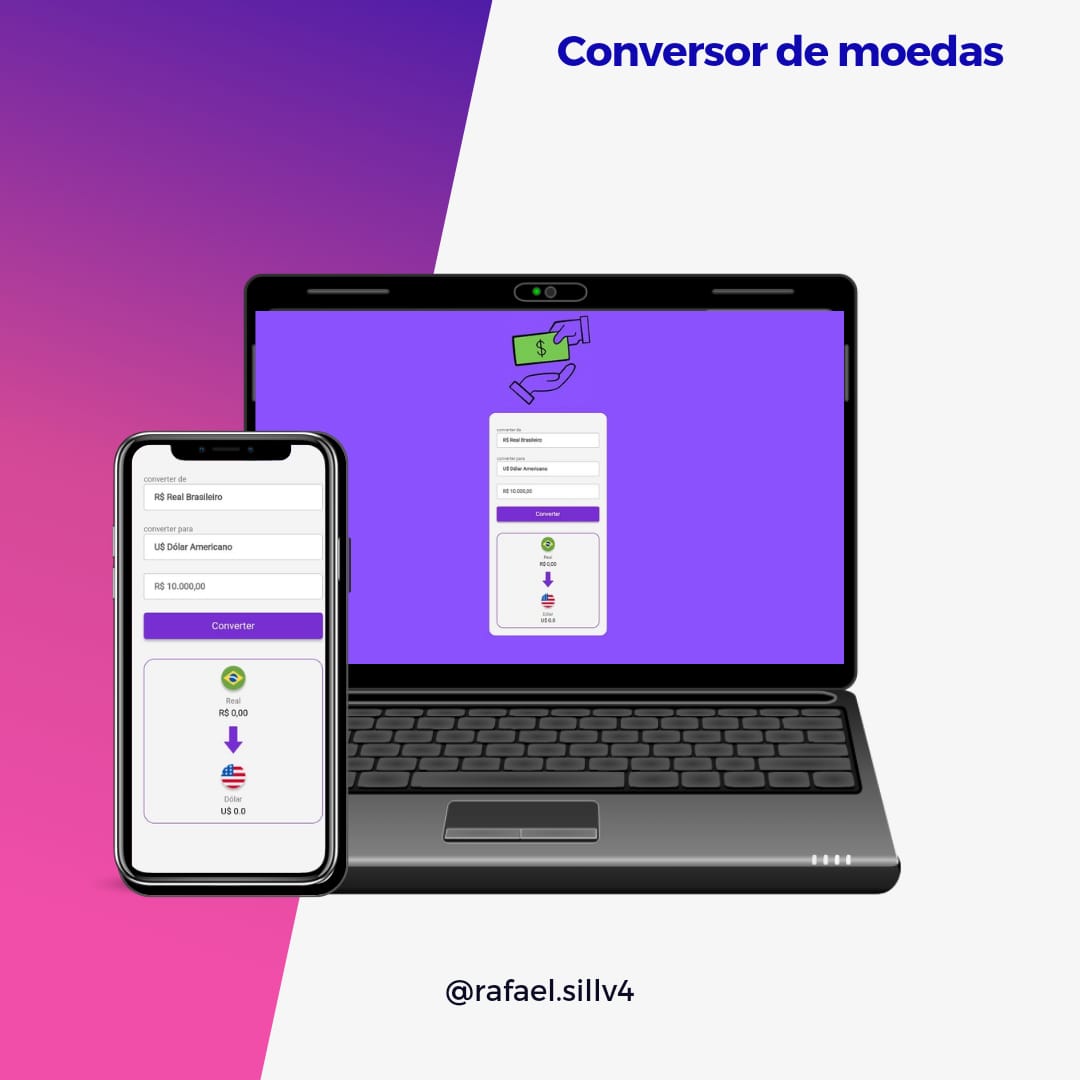 Conversor de moedas
$
converter de
R$ Real Brasileiro
converter para
U$ Dólar Americano
R$ 10.000,00
Converter
Real
R$ 0,00
Dólar
U$ 0.0
converter de
R$ Real Brasileiro
converter para
U$ Dólar Americano
R$ 10.000,00
Converter
Real
R$ 0,00
Dólar
U$ 0.0
@rafael.sillv4